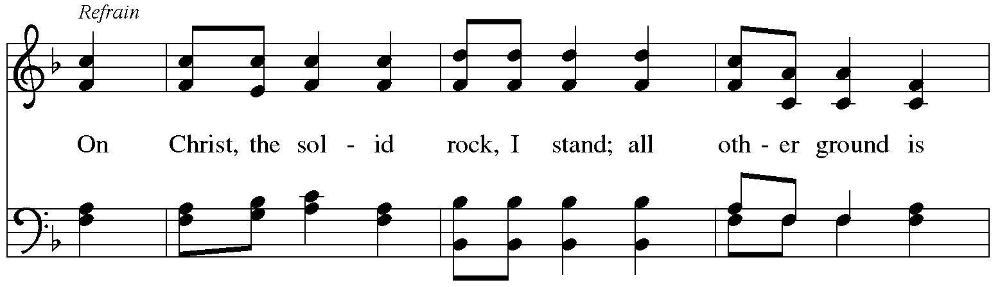 Refrain
On Christ, the sol - id rock, I stand; all oth - er ground is